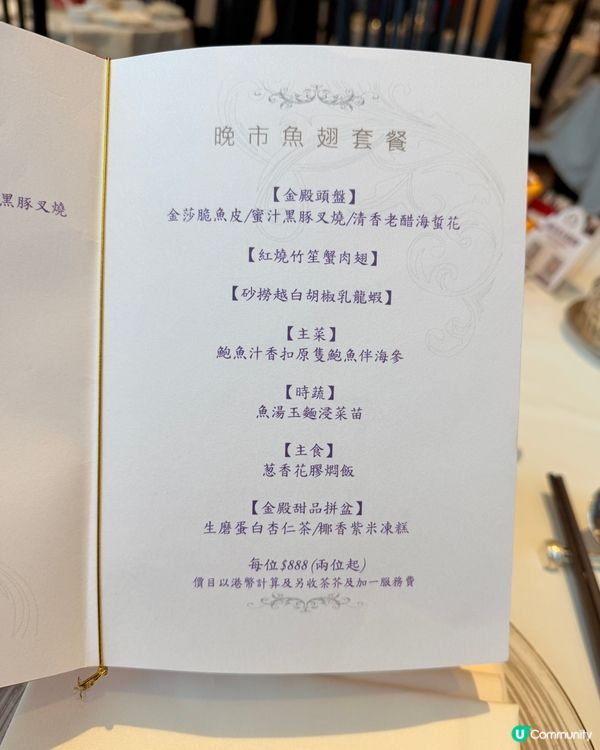 黑豚叉燒
晚市魚翅套餐
【金殿頭盤】
金莎脆魚皮/蜜汁黑豚叉燒/清香老醋海蜇花
【紅燒竹笙蟹肉翅】
【砂撈越白胡椒乳龍蝦】
【主菜】
鮑魚汁香扣原隻鮑魚伴海參
【時蔬】
魚湯玉麵浸菜苗
【主食】
葱香花膠燜飯
【金殿甜品拼盆】
生磨蛋白杏仁茶/椰香紫米凍糕
每位$888(兩位起)
價目以港幣計算及另收茶芥及加一服務費
U Community